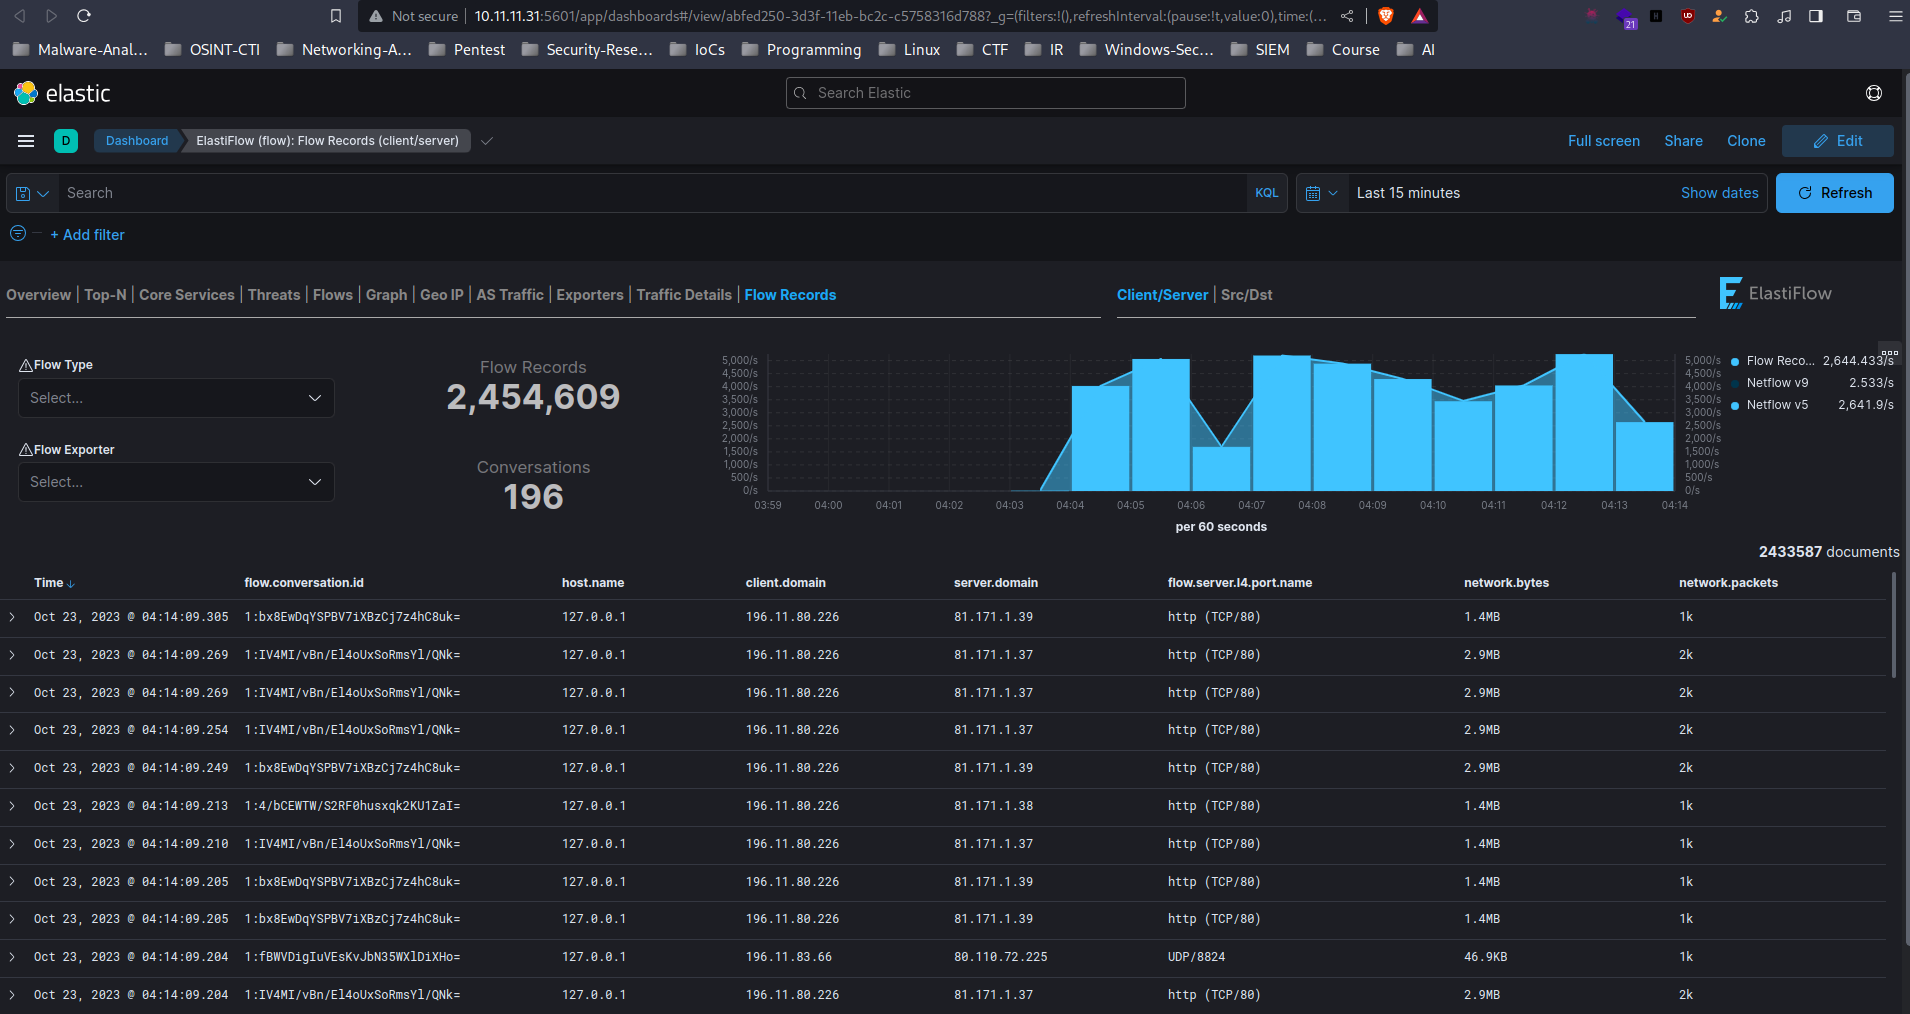 Not secure 10.11.11.31:5601/app/dashboards#/view/abfed250-3d3f-11eb-bc2c-c5758316d788?_g=(filters:!(),refreshInterval:(pause:!t,value:0),time:(...
21
Malware-Anal... OSINT-CTI Networking-A... Pentest Security-Rese... IoCs Programming Linux CTF IR Windows-Sec... SIEM Course AI
elastic Search Elastic
D Dashboard ElastiFlow (flow): Flow Records (client/server) Full screen Share Clone Edit
Search KQL Last 15 minutes Show dates Refresh
+ Add filter
Overview | Top-N | Core Services | Threats | Flows | Graph | Geo IP | AS Traffic | Exporters | Traffic Details | Flow Records Client/Server | Src/Dst ElastiFlow
Flow Type
Select...
Flow Exporter
Select...
Flow Records
2,454,609
Conversations
196
5,000/s
4,500/s
4,000/s
3,500/s
3,000/s
2,500/s
2,000/s
1,500/s
1,000/s
500/s
0/s
03:59 04:00 04:01 04:02 04:03 04:04 04:05 04:06 04:07 04:08 04:09 04:10 04:11 04:12 04:13 04:14
per 60 seconds
5,000/s
4,500/s
4,000/s
3,500/s
3,000/s
2,500/s
2,000/s
1,500/s
1,000/s
500/s
0/s
Flow Reco... 2,644.433/s
Netflow v9 2.533/s
Netflow v5 2,641.9/s
2433587 documents
Time flow.conversation.id host.name client.domain server.domain flow.server.l4.port.name network.bytes network.packets
Oct 23, 2023 @ 04:14:09.305 1:bx8EwDqYSPBV7iXBzCj7z4hC8uk= 127.0.0.1 196.11.80.226 81.171.1.39 http (TCP/80) 1.4MB 1k
Oct 23, 2023 @ 04:14:09.269 1:IV4MI/vBn/El4oUxSoRmsYl/QNk= 127.0.0.1 196.11.80.226 81.171.1.37 http (TCP/80) 2.9MB 2k
Oct 23, 2023 @ 04:14:09.269 1:IV4MI/vBn/El4oUxSoRmsYl/QNk= 127.0.0.1 196.11.80.226 81.171.1.37 http (TCP/80) 2.9MB 2k
Oct 23, 2023 @ 04:14:09.254 1:IV4MI/vBn/El4oUxSoRmsYl/QNk= 127.0.0.1 196.11.80.226 81.171.1.37 http (TCP/80) 2.9MB 2k
Oct 23, 2023 @ 04:14:09.249 1:bx8EwDqYSPBV7iXBzCj7z4hC8uk= 127.0.0.1 196.11.80.226 81.171.1.39 http (TCP/80) 2.9MB 2k
Oct 23, 2023 @ 04:14:09.213 1:4/bCEWTW/S2RF0husxqk2KU1ZaI= 127.0.0.1 196.11.80.226 81.171.1.38 http (TCP/80) 1.4MB 1k
Oct 23, 2023 @ 04:14:09.210 1:IV4MI/vBn/El4oUxSoRmsYl/QNk= 127.0.0.1 196.11.80.226 81.171.1.37 http (TCP/80) 1.4MB 1k
Oct 23, 2023 @ 04:14:09.205 1:bx8EwDqYSPBV7iXBzCj7z4hC8uk= 127.0.0.1 196.11.80.226 81.171.1.39 http (TCP/80) 1.4MB 1k
Oct 23, 2023 @ 04:14:09.205 1:bx8EwDqYSPBV7iXBzCj7z4hC8uk= 127.0.0.1 196.11.80.226 81.171.1.39 http (TCP/80) 1.4MB 1k
Oct 23, 2023 @ 04:14:09.204 1:fBWVDigIuVEsKvJbN35WXlDiXHo= 127.0.0.1 196.11.83.66 80.110.72.225 UDP/8824 46.9KB 1k
Oct 23, 2023 @ 04:14:09.204 1:IV4MI/vBn/El4oUxSoRmsYl/QNk= 127.0.0.1 196.11.80.226 81.171.1.37 http (TCP/80) 2.9MB 2k